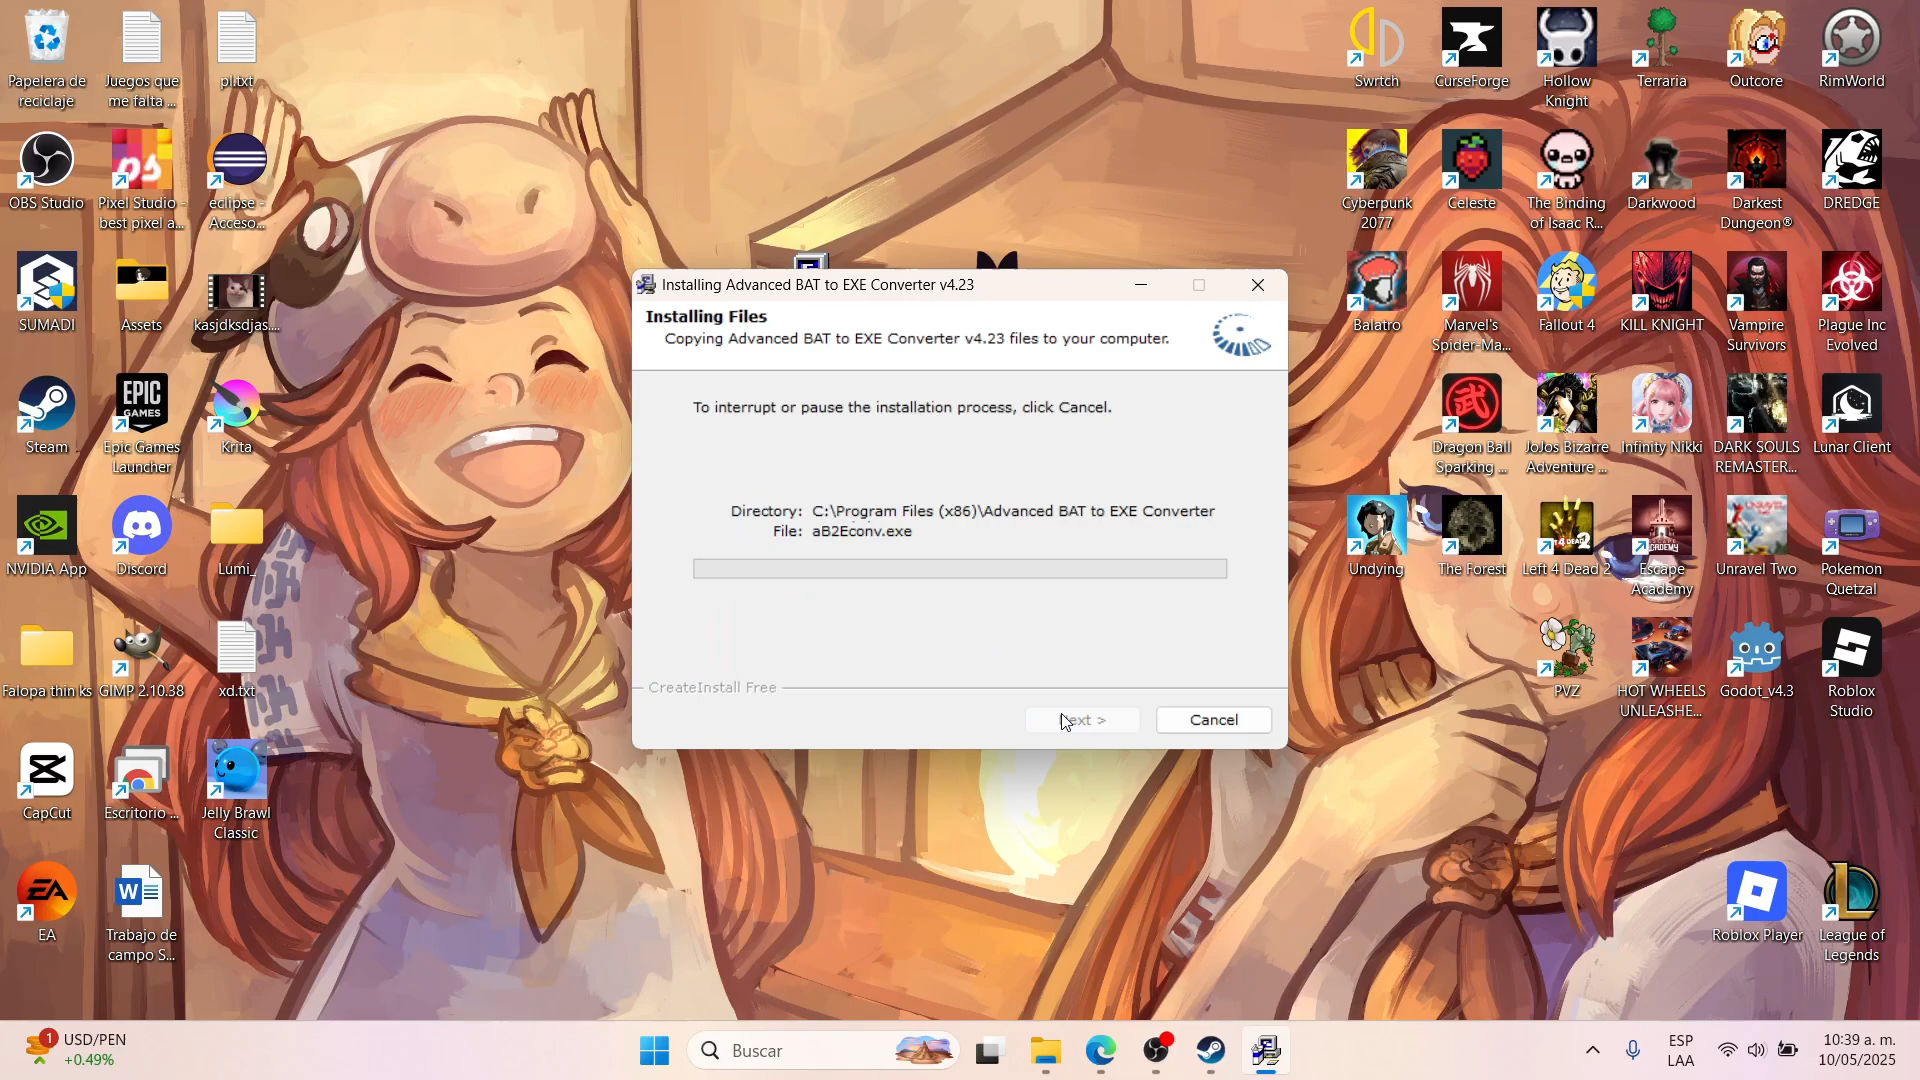 Papelera de
reciclaje
Juegos que
me falta ...
pl.txt
OBS Studio
Pixel Studio -
best pixel a...
eclipse -
Acceso...
SUMADI
Assets
kasjdksdjas....
Steam
EPIC
GAMES
Epic Games
Launcher
Krita
NVIDIA App
Discord
Lumi_
Falopa thin ks
GIMP 2.10.38
xd.txt
CapCut
Escritorio ...
Jelly Brawl
Classic
EA
Trabajo de
campo S...
Installing Advanced BAT to EXE Converter v4.23
Installing Files
Copying Advanced BAT to EXE Converter v4.23 files to your computer.
To interrupt or pause the installation process, click Cancel.
Directory: C:\Program Files (x86)\Advanced BAT to EXE Converter
File: aB2Econv.exe
CreateInstall Free
Next >
Cancel
Swrtch
CurseForge
Hollow
Knight
Terraria
Outcore
RimWorld
Cyberpunk
2077
Celeste
The Binding
of Isaac R...
Darkwood
Darkest
Dungeon®
DREDGE
Balatro
Marvel's
Spider-Ma...
Fallout 4
KILL KNIGHT
Vampire
Survivors
Plague Inc
Evolved
Dragon Ball
Sparking ...
JoJos Bizarre
Adventure ...
Infinity Nikki
DARK SOULS
REMASTER...
Lunar Client
Undying
The Forest
Left 4 Dead 2
Escape
Academy
Unravel Two
Pokemon
Quetzal
PVZ
HOT WHEELS
UNLEASHE...
Godot_v4.3
Roblox
Studio
Roblox Player
League of
Legends
1
USD/PEN
+0.49%
Buscar
ESP
LAA
10:39 a. m.
10/05/2025